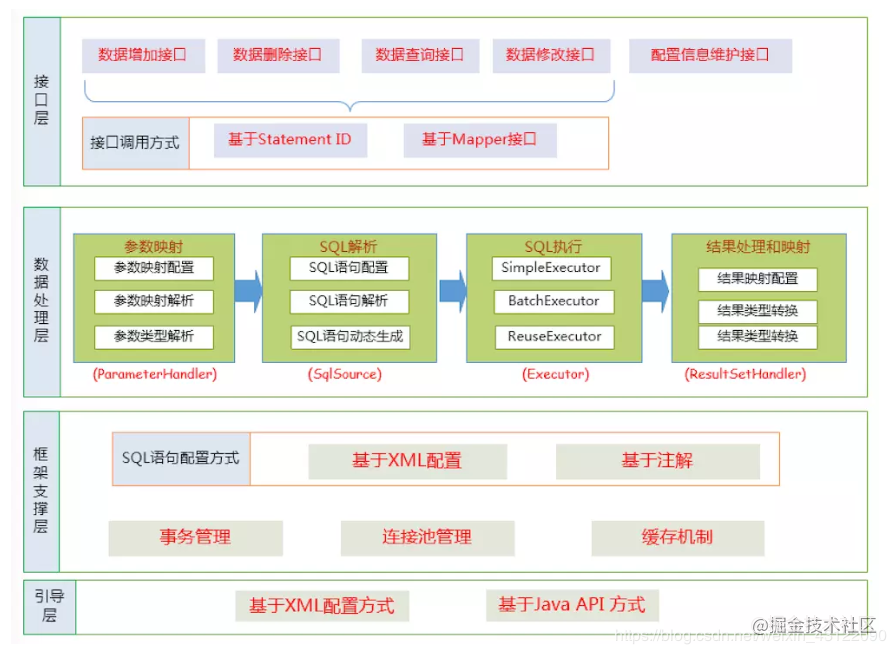 接口层
数据增加接口
数据删除接口
数据查询接口
数据修改接口
配置信息维护接口
接口调用方式
基于Statement ID
基于Mapper接口
数据处理层
参数映射
参数映射配置
参数映射解析
参数类型解析
(ParameterHandler)
SQL解析
SQL语句配置
SQL语句解析
SQL语句动态生成
(SqlSource)
SQL执行
SimpleExecutor
BatchExecutor
ReuseExecutor
(Executor)
结果处理和映射
结果映射配置
结果类型转换
结果类型转换
(ResultSetHandler)
框架支撑层
SQL语句配置方式
基于XML配置
基于注解
事务管理
连接池管理
缓存机制
引导层
基于XML配置方式
基于Java API 方式
@掘金技术社区